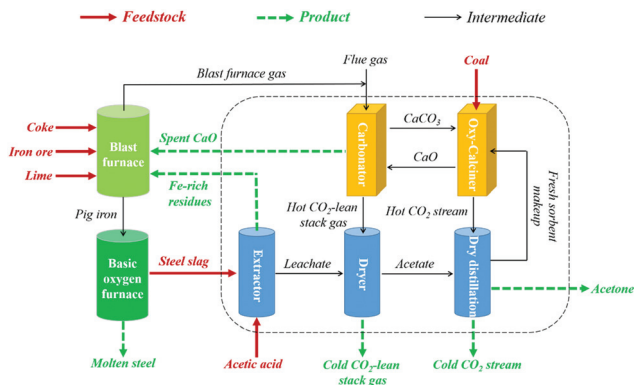 Feedstock
Product
Intermediate
Flue gas
Coal
Blast furnace gas
Coke
Iron ore
Lime
Blast
furnace
Spent CaO
Fe-rich
residues
Carbonator
CaCO3
CaO
Oxy-Calciner
Fresh sorbent
makeup
Pig iron
Hot CO2-lean
stack gas
Hot CO2 stream
Basic
oxygen
furnace
Steel slag
Extractor
Leachate
Dryer
Acetate
Dry distillation
Acetone
Molten steel
Acetic acid
Cold CO2-lean
stack gas
Cold CO2 stream